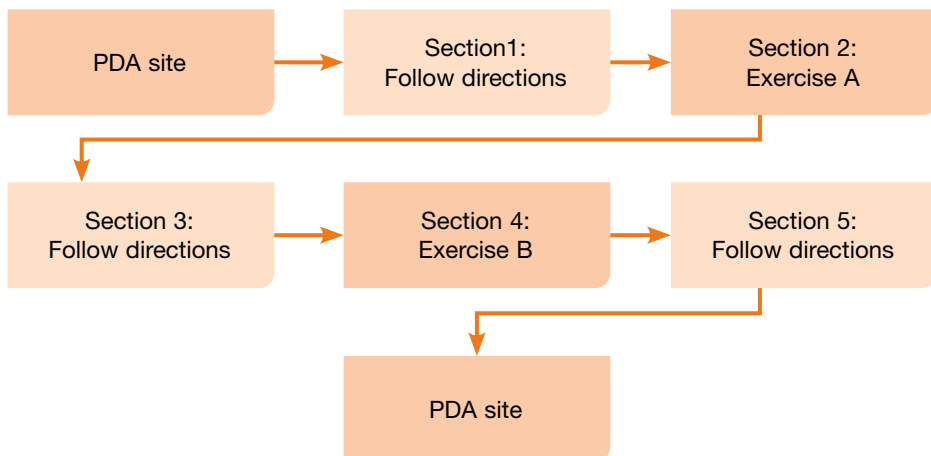 PDA site
Section1:
Follow directions
Section 2:
Exercise A
Section 3:
Follow directions
Section 4:
Exercise B
Section 5:
Follow directions
PDA site